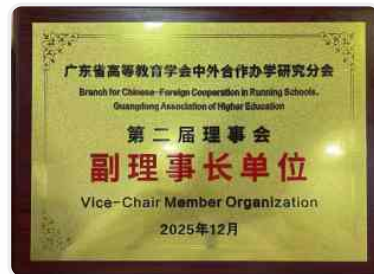 广东省高等教育学会中外合作办学研究分会
Branch for Chinese-Foreign Cooperation in Running Schools,
Guangdong Association of Higher Education
第二届理事会
副理事长单位
Vice-Chair Member Organization
2025年12月